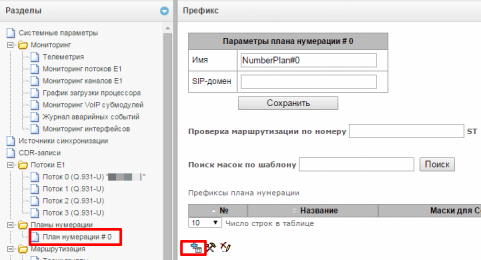 Разделы
Системные параметры
Мониторинг
Телеметрия
Мониторинг потоков E1
Мониторинг каналов E1
График загрузки процессора
Мониторинг VoIP субмодулей
Журнал аварийных событий
Мониторинг интерфейсов
Источники синхронизации
CDR-записи
Потоки E1
Поток 0 (Q.931-U) "
Поток 1 (Q.931-U)
Поток 2 (Q.931-U)
Поток 3 (Q.931-U)
Планы нумерации
План нумерации # 0
Маршрутизация
Префикс
Параметры плана нумерации # 0
Имя NumberPlan#0
SIP-домен
Сохранить
Проверка маршрутизации по номеру ST
Поиск масок по шаблону Поиск
Префиксы плана нумерации
№ Название Маски для С
10 Число строк в таблице